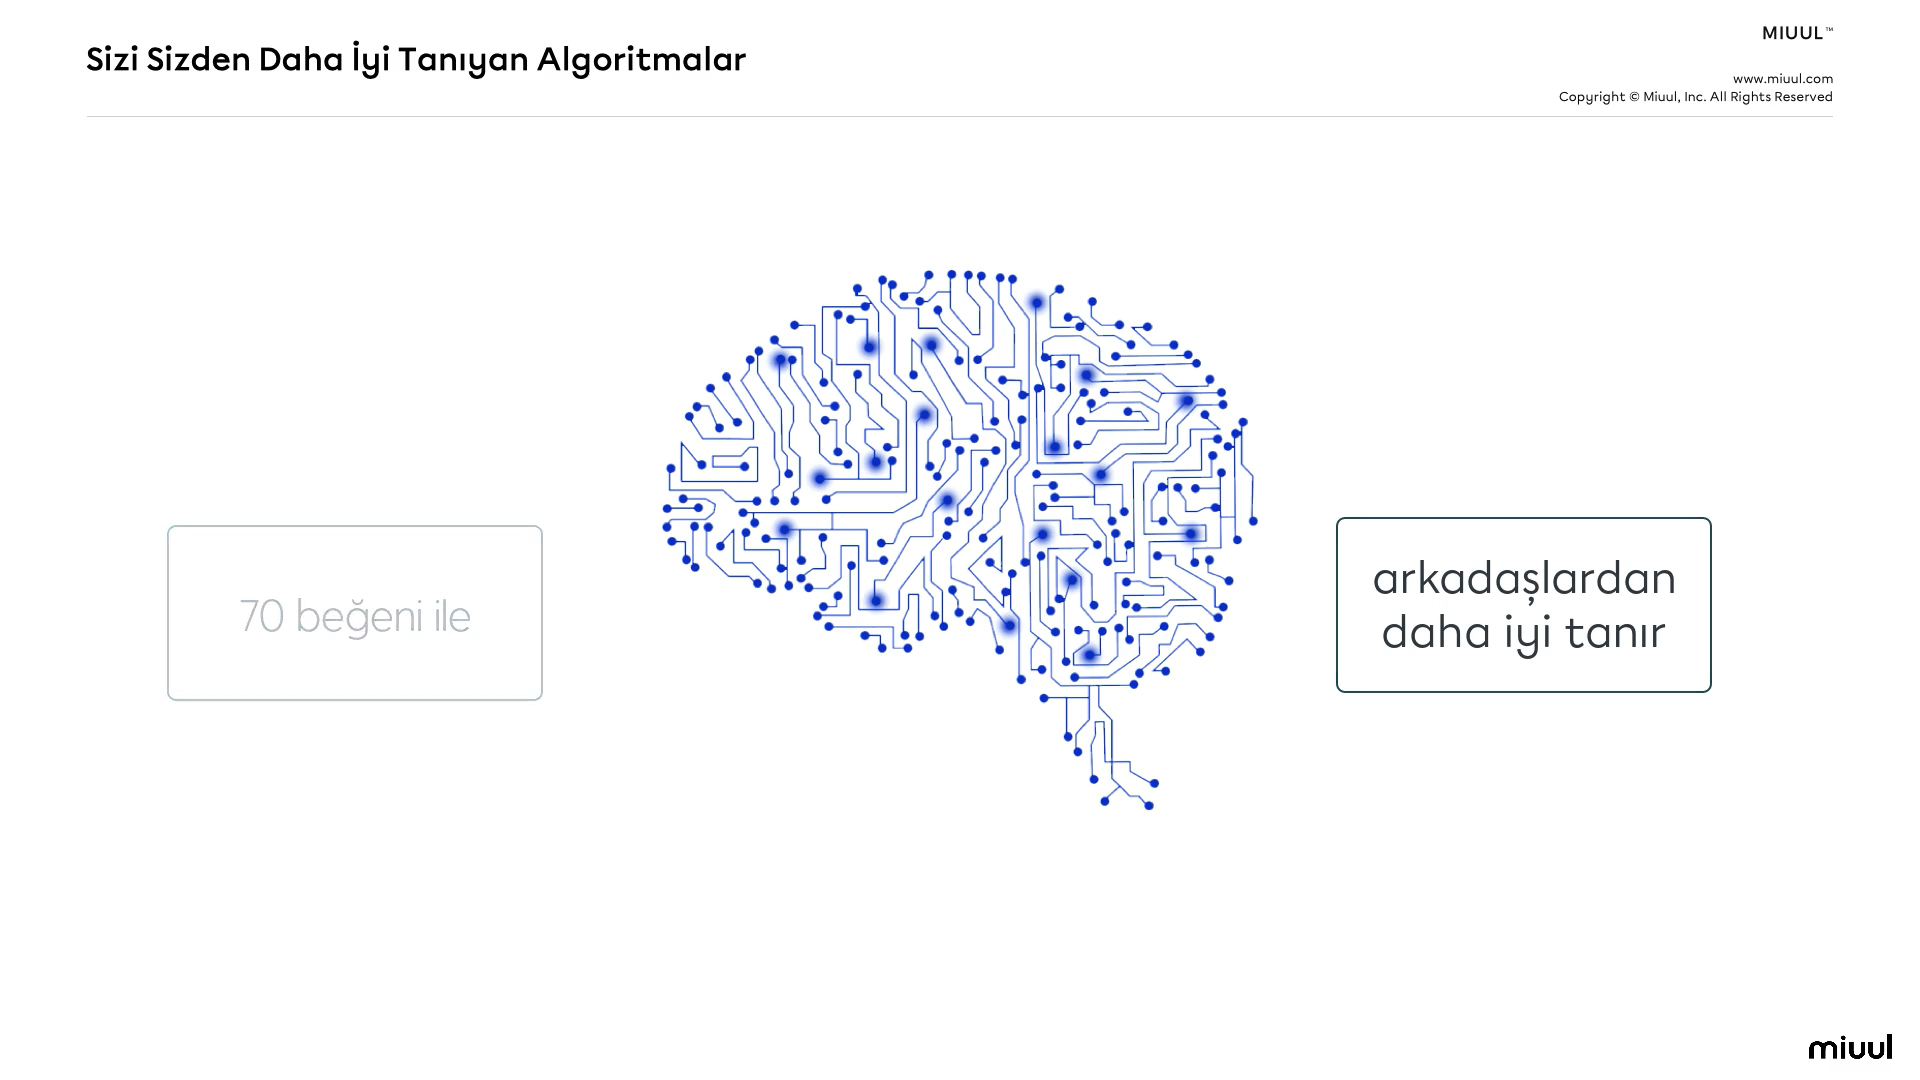 Sizi Sizden Daha İyi Tanıyan Algoritmalar
MIUUL™
www.miuul.com
Copyright © Miuul, Inc. All Rights Reserved
70 beğeni ile
arkadaşlardan
daha iyi tanır
miuul